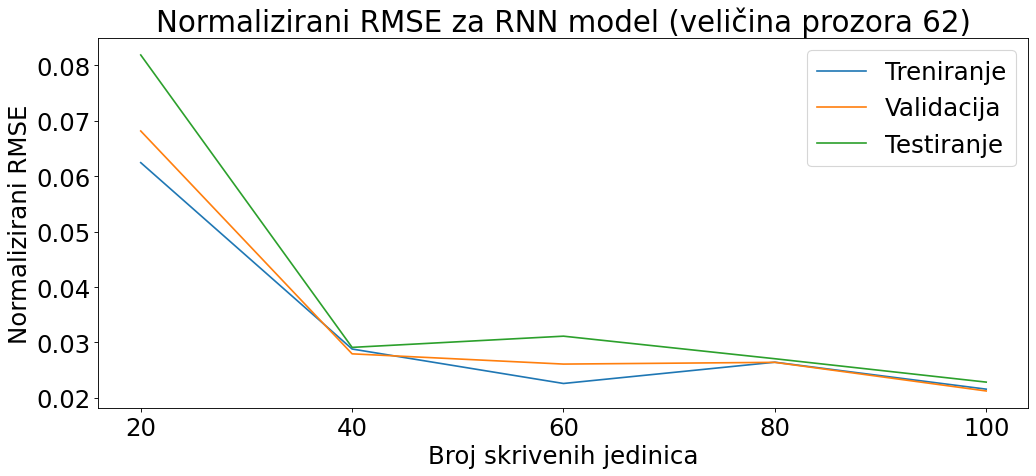 Normalizirani RMSE za RNN model (veličina prozora 62)
Treniranje
Validacija
Testiranje
Normalizirani RMSE
0.08
0.07
0.06
0.05
0.04
0.03
0.02
20 40 60 80 100
Broj skrivenih jedinica